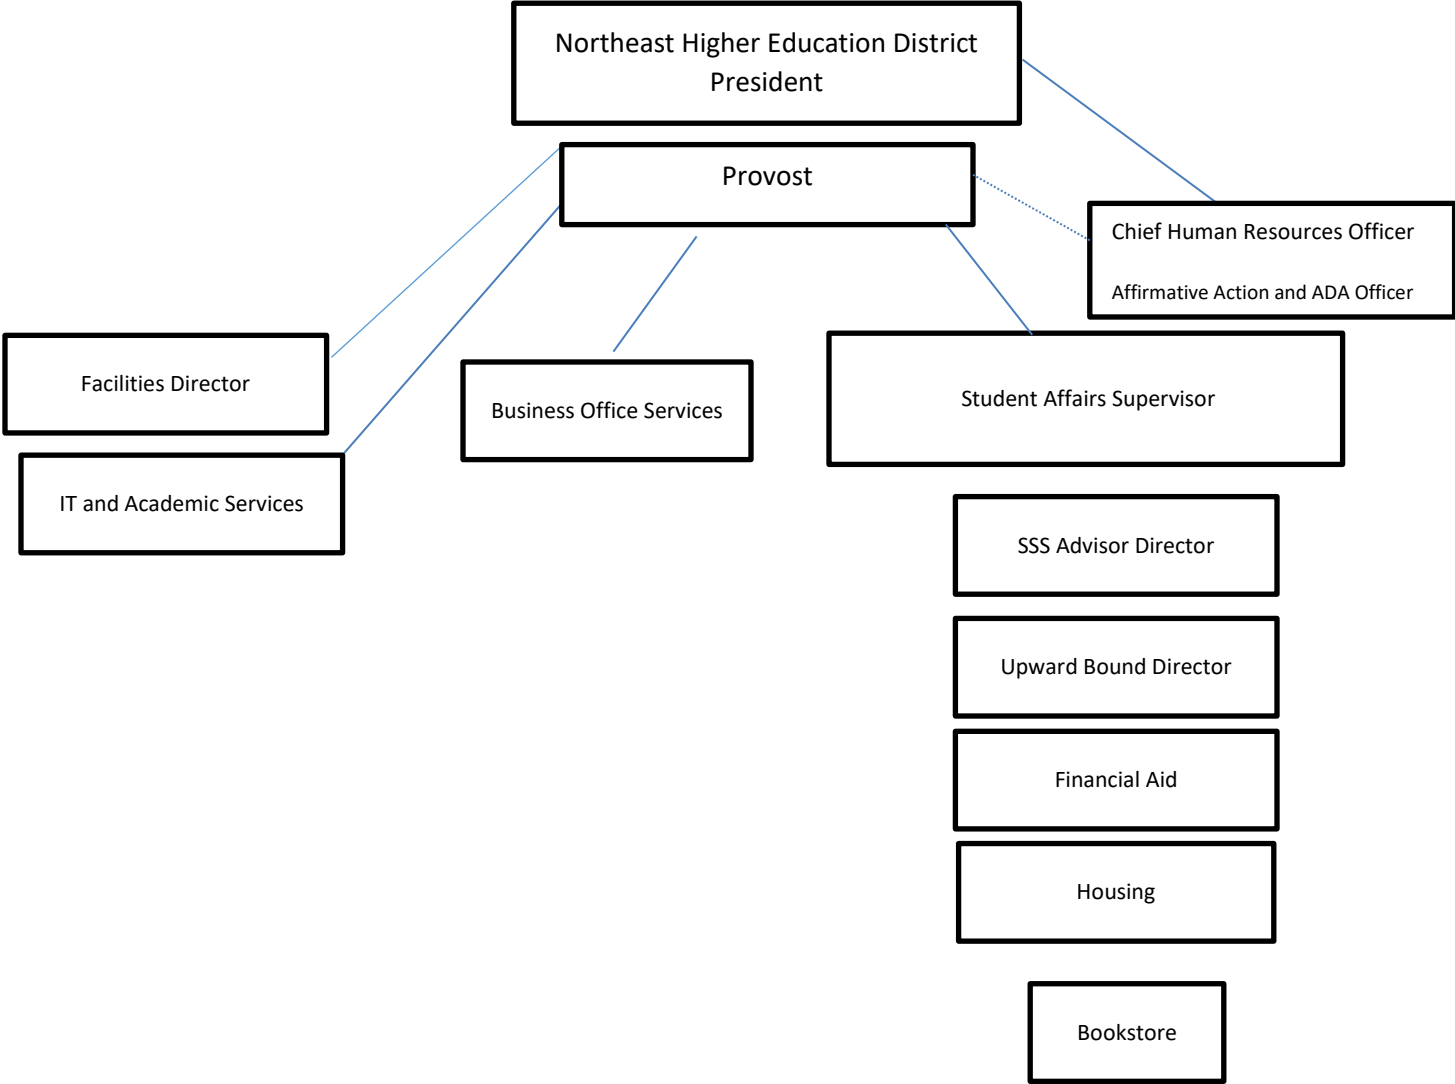 Northeast Higher Education District
President
Provost
Chief Human Resources Officer
Affirmative Action and ADA Officer
Facilities Director
Business Office Services
Student Affairs Supervisor
IT and Academic Services
SSS Advisor Director
Upward Bound Director
Financial Aid
Housing
Bookstore